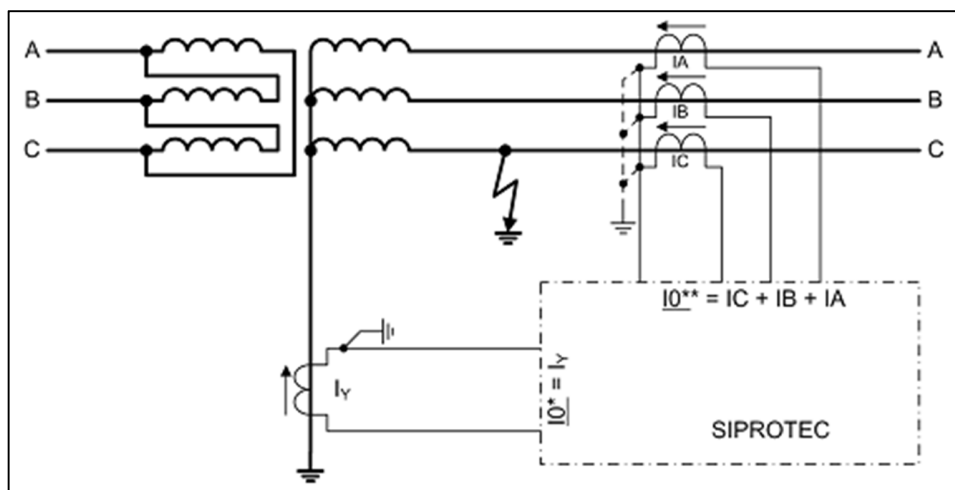 A
A
IA
B
B
IB
C
C
IC
I0** = IC + IB + IA
IY
I0* = IY
SIPROTEC